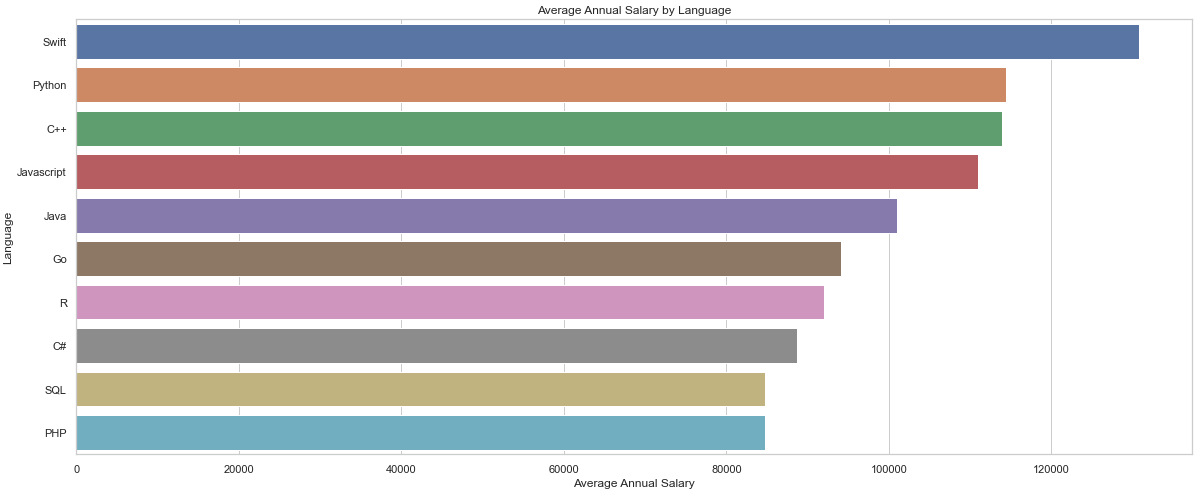 Average Annual Salary by Language
Language
Swift
Python
C++
Javascript
Java
Go
R
C#
SQL
PHP
0 20000 40000 60000 80000 100000 120000
Average Annual Salary